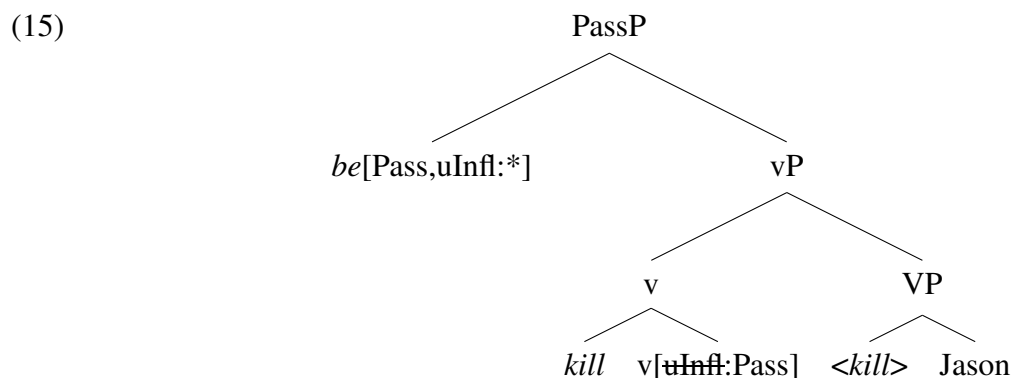 (15) PassP
be[Pass,uInfl:*] vP
v VP
kill v[uInfl:Pass] <kill> Jason